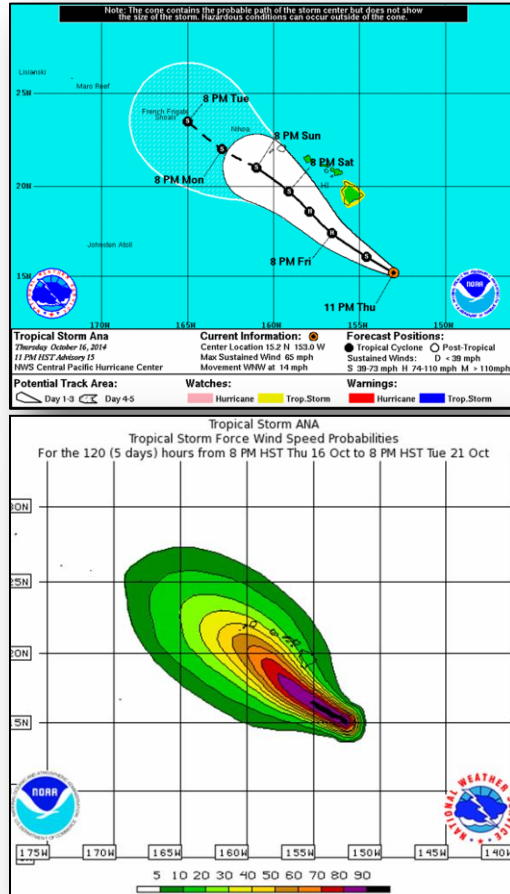 Note: The cone contains the probable path of the storm center but does not show
the size of the storm. Hazardous conditions can occur outside of the cone.
Lisianski
Maro Reef
25N
French Frigate
Shoals
8 PM Tue
Nihoa
8 PM Sun
8 PM Mon
8 PM Sat
20N
HI
Johnston Atoll
8 PM Fri
15N
11 PM Thu
170W 165W 160W 155W 150W
Tropical Storm Ana
Thursday October 16, 2014
11 PM HST Advisory 15
NWS Central Pacific Hurricane Center
Current Information:
Center Location 15.2 N 153.0 W
Max Sustained Wind 65 mph
Movement WNW at 14 mph
Forecast Positions:
Tropical Cyclone Post-Tropical
Sustained Winds: D < 39 mph
S 39-73 mph H 74-110 mph M > 110mph
Potential Track Area:
Day 1-3 Day 4-5
Watches:
Hurricane Trop.Storm
Warnings:
Hurricane Trop.Storm
Tropical Storm ANA
Tropical Storm Force Wind Speed Probabilities
For the 120 (5 days) hours from 8 PM HST Thu 16 Oct to 8 PM HST Tue 21 Oct
30N
25N
20N
15N
NOAA
NATIONAL WEATHER
175W 170W 165W 160W 155W 150W 145W 140W
5 10 20 30 40 50 60 70 80 90